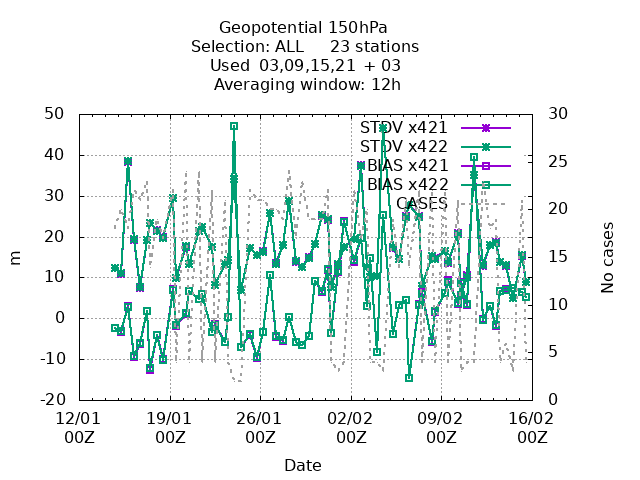 Geopotential 150hPa
Selection: ALL 23 stations
Used 03,09,15,21 + 03
Averaging window: 12h
50 30
STDV x421
STDV x422
BIAS x421
BIAS x422
CASES
40
30
20
10
0
-10
-20
25
20
15
10
5
0
m
No cases
12/01 19/01 26/01 02/02 09/02 16/02
00Z 00Z 00Z 00Z 00Z 00Z
Date